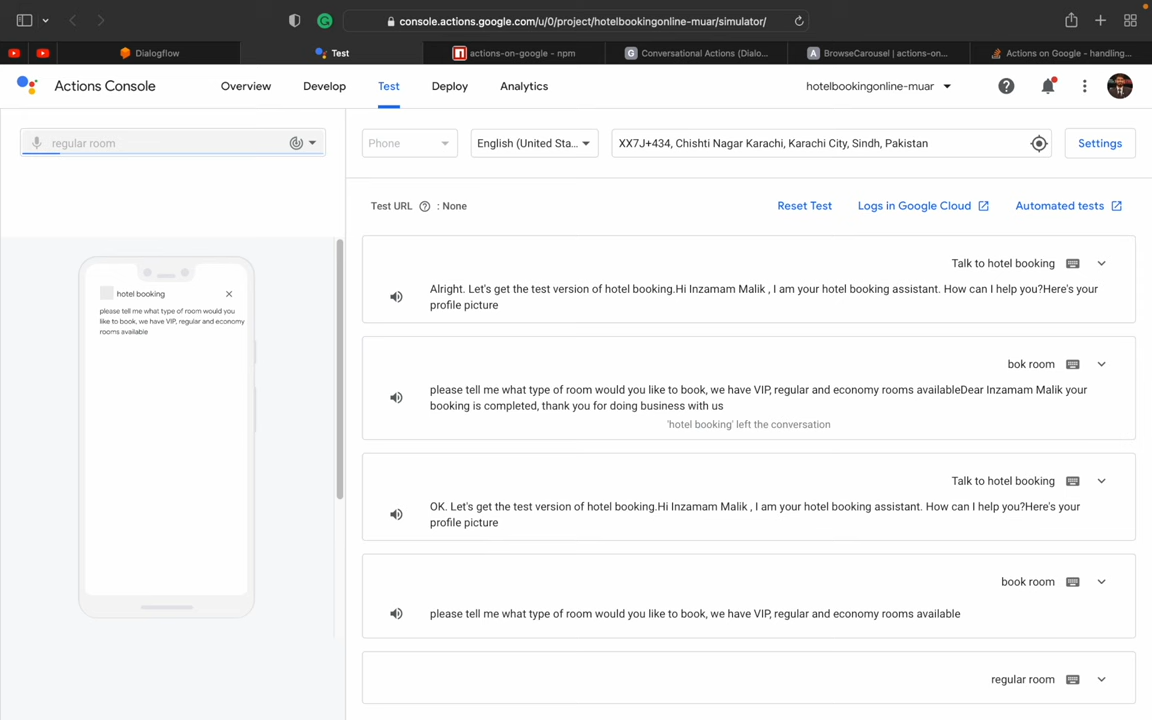 console.actions.google.com/u/0/project/hotelbookingonline-muar/simulator/
Dialogflow
Test
actions-on-google - npm
Conversational Actions (Dialo...
BrowseCarousel | actions-on...
Actions on Google - handling...
Actions Console
Overview
Develop
Test
Deploy
Analytics
hotelbookingonline-muar
regular room
Phone
English (United Sta...
XX7J+434, Chishti Nagar Karachi, Karachi City, Sindh, Pakistan
Settings
Test URL : None
Reset Test
Logs in Google Cloud
Automated tests
hotel booking
please tell me what type of room would you
like to book, we have VIP, regular and economy
rooms available
Talk to hotel booking
Alright. Let's get the test version of hotel booking.Hi Inzamam Malik , I am your hotel booking assistant. How can I help you?Here's your
profile picture
bok room
please tell me what type of room would you like to book, we have VIP, regular and economy rooms availableDear Inzamam Malik your
booking is completed, thank you for doing business with us
'hotel booking' left the conversation
Talk to hotel booking
OK. Let's get the test version of hotel booking.Hi Inzamam Malik , I am your hotel booking assistant. How can I help you?Here's your
profile picture
book room
please tell me what type of room would you like to book, we have VIP, regular and economy rooms available
regular room